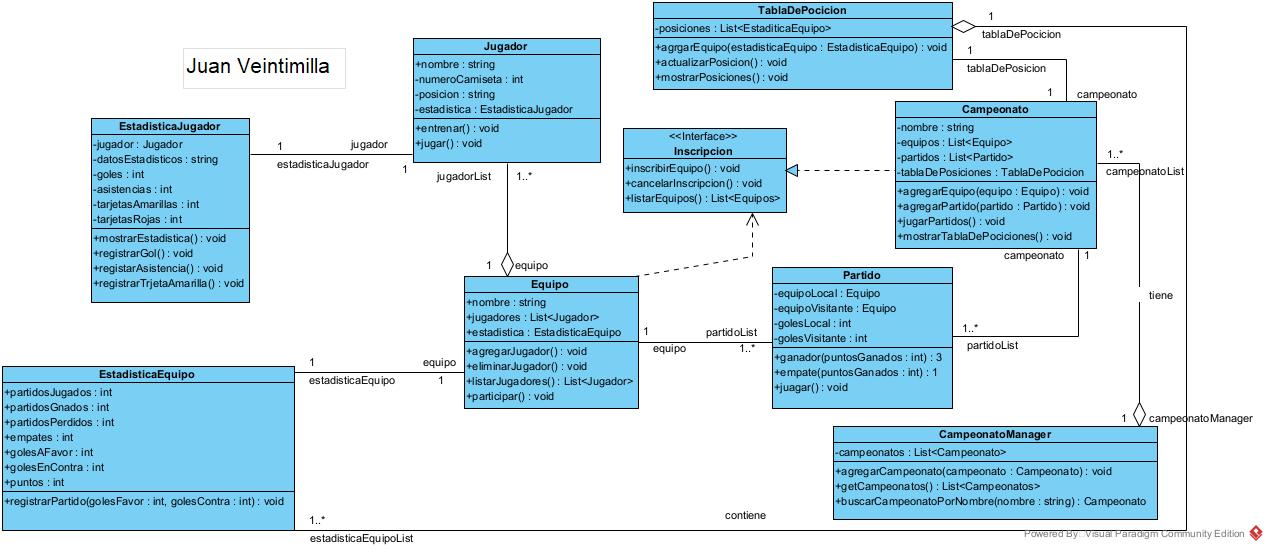 Juan Veintimilla
TablaDePocicion
-posiciones : List<EstaditicaEquipo>
+agrgarEquipo(estadisticaEquipo : EstadisticaEquipo) : void
+actualizarPosicion() : void
+mostrarPosiciones() : void
1
tablaDePocicion
1
tablaDePosicion
1
campeonato
Jugador
+nombre : string
-numeroCamiseta : int
-posicion : string
-estadistica : EstadisticaJugador
+entrenar() : void
+jugar() : void
EstadisticaJugador
-jugador : Jugador
-datosEstadisticos : string
-goles : int
-asistencias : int
-tarjetasAmarillas : int
-tarjetasRojas : int
+mostrarEstadistica() : void
+registrarGol() : void
+registarAsistencia() : void
+registrarTrjetaAmarilla() : void
1
estadisticaJugador
jugador
1
jugadorList
1..*
<<Interface>>
Inscripcion
+inscribirEquipo() : void
+cancelarInscripcion() : void
+listarEquipos() : List<Equipos>
Campeonato
-nombre : string
-equipos : List<Equipo>
-partidos : List<Partido>
-tablaDePosiciones : TablaDePocicion
+agregarEquipo(equipo : Equipo) : void
+agregarPartido(partido : Partido) : void
+jugarPartidos() : void
+mostrarTablaDePociciones() : void
1..*
campeonatoList
campeonato
1
1
equipo
Equipo
+nombre : string
+jugadores : List<Jugador>
+estadistica : EstadisticaEquipo
+agregarJugador() : void
+eliminarJugador() : void
+listarJugadores() : List<Jugador>
+participar() : void
Partido
-equipoLocal : Equipo
-equipoVisitante : Equipo
-golesLocal : int
-golesVisitante : int
+ganador(puntosGanados : int) : 3
+empate(puntosGanados : int) : 1
+juagar() : void
tiene
1
equipo
partidoList
1..*
1..*
partidoList
EstadisticaEquipo
+partidosJugados : int
+partidosGnados : int
+partidosPerdidos : int
+empates : int
+golesAFavor : int
+golesEnContra : int
+puntos : int
+registrarPartido(golesFavor : int, golesContra : int) : void
1
estadisticaEquipo
equipo
1
1
campeonatoManager
CampeonatoManager
-campeonatos : List<Campeonato>
+agregarCampeonato(campeonato : Campeonato) : void
+getCampeonatos() : List<Campeonatos>
+buscarCampeonatoPorNombre(nombre : string) : Campeonato
1..*
estadisticaEquipoList
contiene
Powered By Visual Paradigm Community Edition